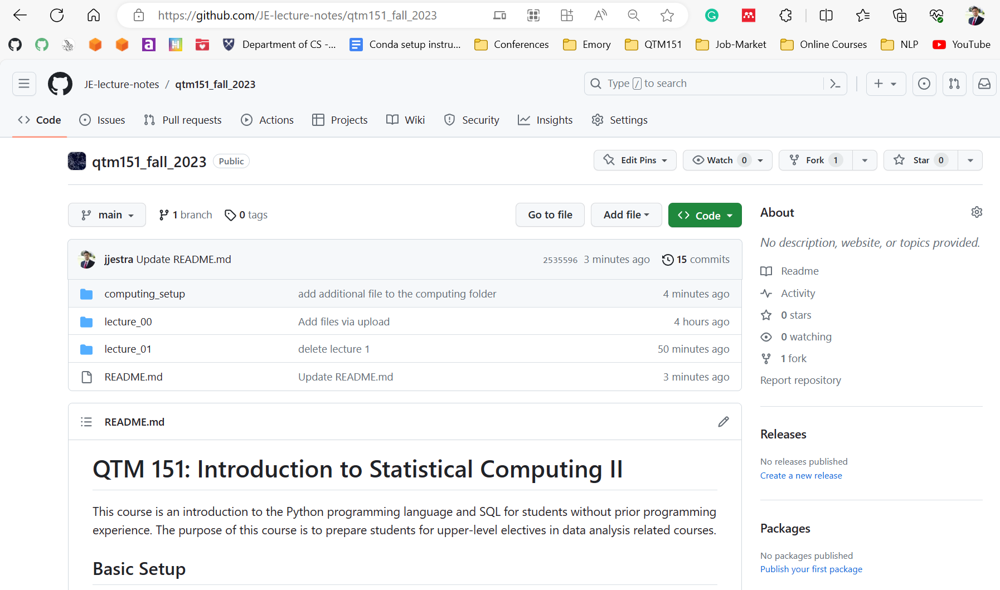 https://github.com/JE-lecture-notes/qtm151_fall_2023
Department of CS -... Conda setup instru... Conferences Emory QTM151 Job-Market Online Courses NLP YouTube
JE-lecture-notes / qtm151_fall_2023 Type / to search
Code Issues Pull requests Actions Projects Wiki Security Insights Settings
qtm151_fall_2023 Public Edit Pins Watch 0 Fork 1 Star 0
main 1 branch 0 tags Go to file Add file Code
jjestra Update README.md 2535596 3 minutes ago 15 commits
computing_setup add additional file to the computing folder 4 minutes ago
lecture_00 Add files via upload 4 hours ago
lecture_01 delete lecture 1 50 minutes ago
README.md Update README.md 3 minutes ago
README.md
QTM 151: Introduction to Statistical Computing II
This course is an introduction to the Python programming language and SQL for students without prior programming
experience. The purpose of this course is to prepare students for upper-level electives in data analysis related courses.
Basic Setup
About
No description, website, or topics provided.
Readme
Activity
0 stars
0 watching
1 fork
Report repository
Releases
No releases published
Create a new release
Packages
No packages published
Publish your first package